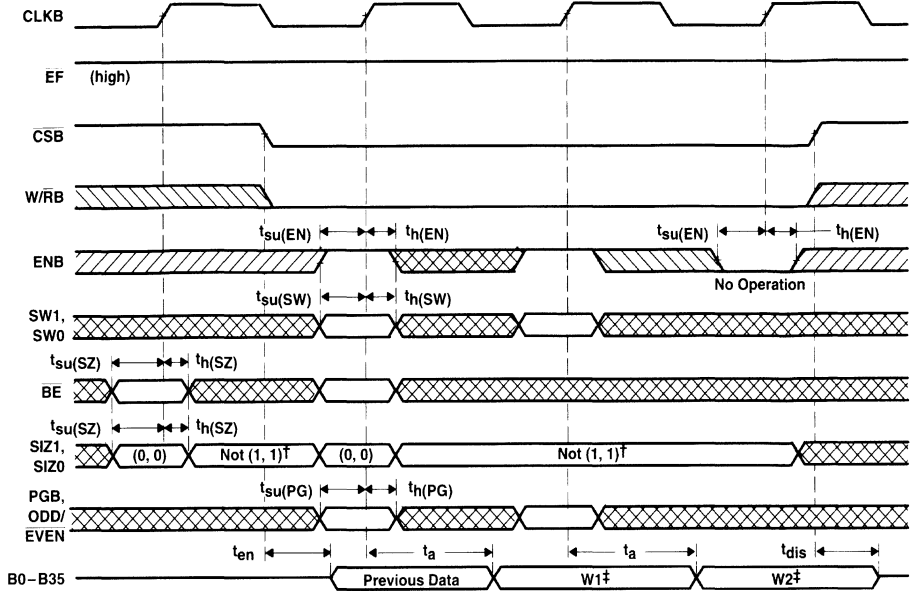 CLKB
EF (high)
CSB
W/RB
tsu(EN) th(EN) tsu(EN) th(EN)
ENB
No Operation
tsu(SW) th(SW)
SW1,
SW0
tsu(SZ) th(SZ)
BE
tsu(SZ) th(SZ)
SIZ1,
SIZ0
(0, 0) Not (1, 1)† (0, 0) Not (1, 1)†
tsu(PG) th(PG)
PGB,
ODD/
EVEN
ten ta ta tdis
B0–B35 Previous Data W1‡ W2‡